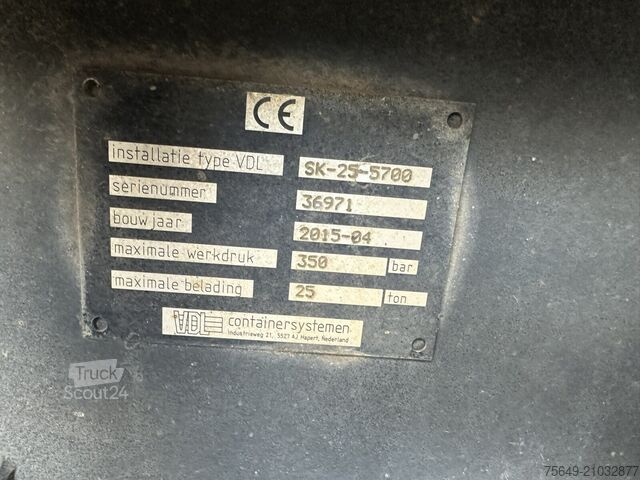 CE
installatie type VDL SK-25-5700
serienummer 36971
bouwjaar 2015-04
maximale werkdruk 350 bar
maximale belading 25 ton
VDL containersystemen
Industrieweg 21, 5527 AJ Hapert, Nederland
Truck
Scout24
75649-21032877